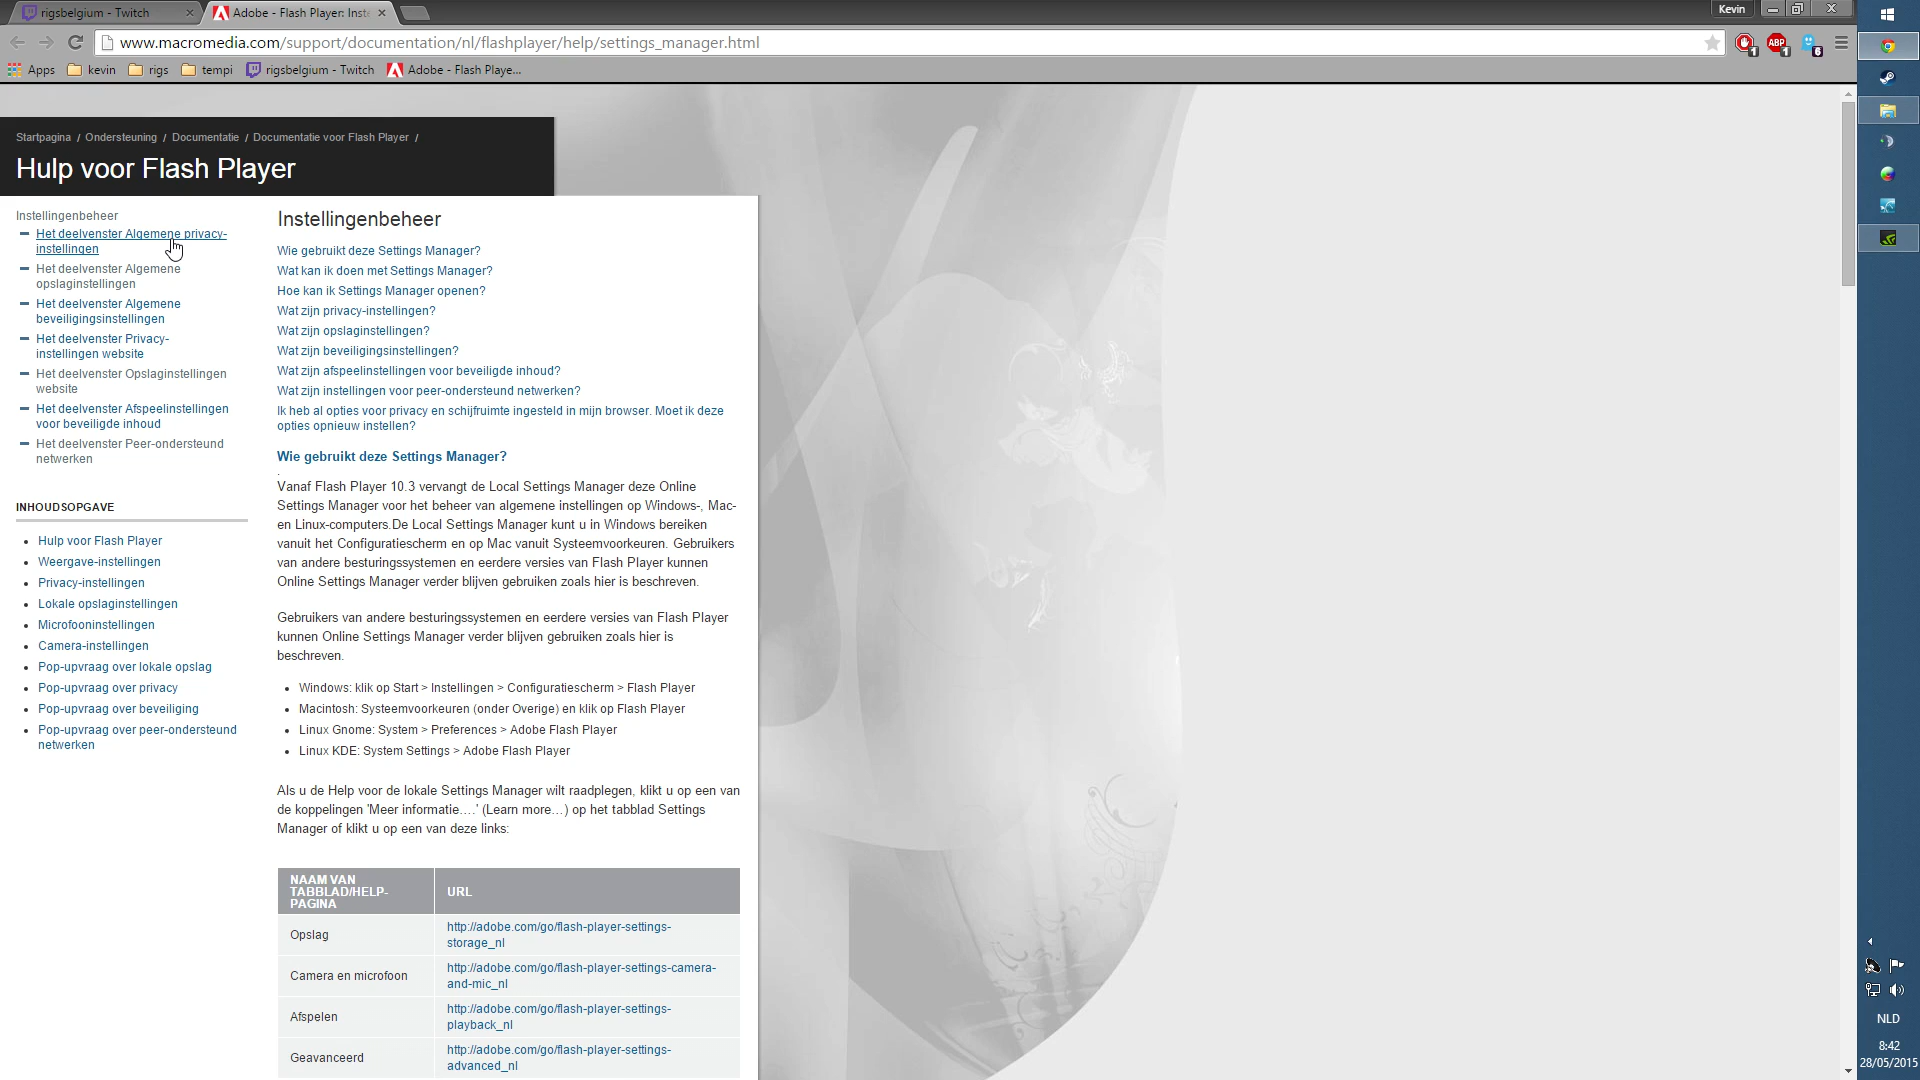 rigsbelgium - Twitch
Adobe - Flash Player: Inst
Kevin
www.macromedia.com/support/documentation/nl/flashplayer/help/settings_manager.html
1
ABP
1
6
Apps
kevin
rigs
tempi
rigsbelgium - Twitch
Adobe - Flash Playe...
Startpagina / Ondersteuning / Documentatie / Documentatie voor Flash Player /
Hulp voor Flash Player
Instellingenbeheer
Het deelvenster Algemene privacy-
instellingen
Het deelvenster Algemene
opslaginstellingen
Het deelvenster Algemene
beveiligingsinstellingen
Het deelvenster Privacy-
instellingen website
Het deelvenster Opslaginstellingen
website
Het deelvenster Afspeelinstellingen
voor beveiligde inhoud
Het deelvenster Peer-ondersteund
netwerken
INHOUDSOPGAVE
Hulp voor Flash Player
Weergave-instellingen
Privacy-instellingen
Lokale opslaginstellingen
Microfooninstellingen
Camera-instellingen
Pop-upvraag over lokale opslag
Pop-upvraag over privacy
Pop-upvraag over beveiliging
Pop-upvraag over peer-ondersteund
netwerken
Instellingenbeheer
Wie gebruikt deze Settings Manager?
Wat kan ik doen met Settings Manager?
Hoe kan ik Settings Manager openen?
Wat zijn privacy-instellingen?
Wat zijn opslaginstellingen?
Wat zijn beveiligingsinstellingen?
Wat zijn afspeelinstellingen voor beveiligde inhoud?
Wat zijn instellingen voor peer-ondersteund netwerken?
Ik heb al opties voor privacy en schijfruimte ingesteld in mijn browser. Moet ik deze
opties opnieuw instellen?
Wie gebruikt deze Settings Manager?
.
Vanaf Flash Player 10.3 vervangt de Local Settings Manager deze Online
Settings Manager voor het beheer van algemene instellingen op Windows-, Mac-
en Linux-computers.De Local Settings Manager kunt u in Windows bereiken
vanuit het Configuratiescherm en op Mac vanuit Systeemvoorkeuren. Gebruikers
van andere besturingssystemen en eerdere versies van Flash Player kunnen
Online Settings Manager verder blijven gebruiken zoals hier is beschreven.
Gebruikers van andere besturingssystemen en eerdere versies van Flash Player
kunnen Online Settings Manager verder blijven gebruiken zoals hier is
beschreven.
Windows: klik op Start > Instellingen > Configuratiescherm > Flash Player
Macintosh: Systeemvoorkeuren (onder Overige) en klik op Flash Player
Linux Gnome: System > Preferences > Adobe Flash Player
Linux KDE: System Settings > Adobe Flash Player
Als u de Help voor de lokale Settings Manager wilt raadplegen, klikt u op een van
de koppelingen 'Meer informatie....' (Learn more...) op het tabblad Settings
Manager of klikt u op een van deze links:
NAAM VAN
TABBLAD/HELP-
PAGINA
URL
Opslag
http://adobe.com/go/flash-player-settings-
storage_nl
Camera en microfoon
http://adobe.com/go/flash-player-settings-camera-
and-mic_nl
Afspelen
http://adobe.com/go/flash-player-settings-
playback_nl
Geavanceerd
http://adobe.com/go/flash-player-settings-
advanced_nl
NLD
8:42
28/05/2015